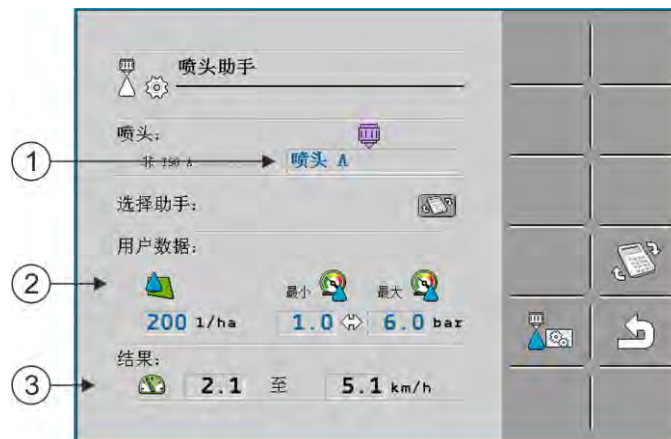 喷头助手
喷头：
①
非 ISO A
喷头 A
选择助手：
用户数据：
②
最小
最大
200 l/ha
1.0
6.0 bar
结果：
③
2.1 至 5.1 km/h